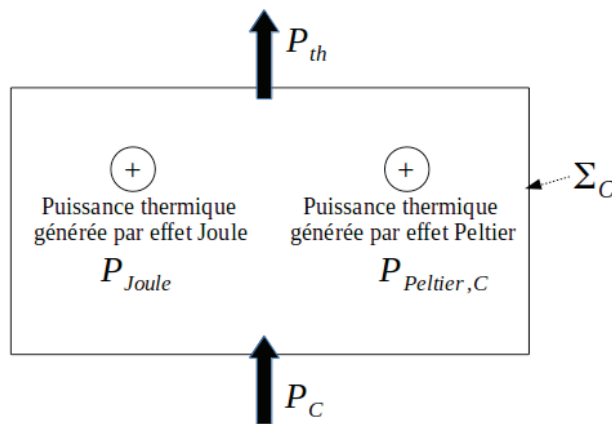 P_th
+ +
Σ_C
Puissance thermique Puissance thermique
générée par effet Joule générée par effet Peltier
P_Joule P_Peltier,C
P_C